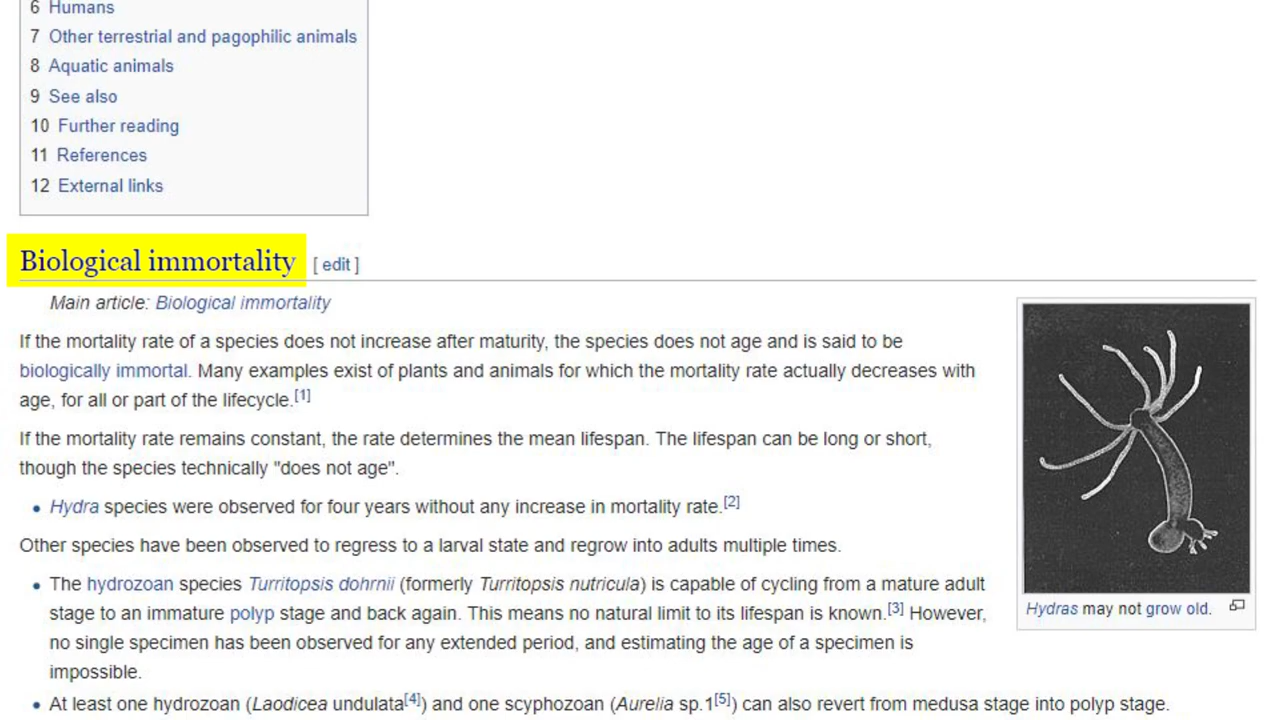 6 Humans
7 Other terrestrial and pagophilic animals
8 Aquatic animals
9 See also
10 Further reading
11 References
12 External links
Biological immortality [ edit ]
Main article: Biological immortality
If the mortality rate of a species does not increase after maturity, the species does not age and is said to be
biologically immortal. Many examples exist of plants and animals for which the mortality rate actually decreases with
age, for all or part of the lifecycle.[1]
If the mortality rate remains constant, the rate determines the mean lifespan. The lifespan can be long or short,
though the species technically "does not age".
• Hydra species were observed for four years without any increase in mortality rate.[2]
Other species have been observed to regress to a larval state and regrow into adults multiple times.
• The hydrozoan species Turritopsis dohrnii (formerly Turritopsis nutricula) is capable of cycling from a mature adult
stage to an immature polyp stage and back again. This means no natural limit to its lifespan is known.[3] However,
no single specimen has been observed for any extended period, and estimating the age of a specimen is
impossible.
• At least one hydrozoan (Laodicea undulata[4]) and one scyphozoan (Aurelia sp.1[5]) can also revert from medusa stage into polyp stage.
Hydras may not grow old.